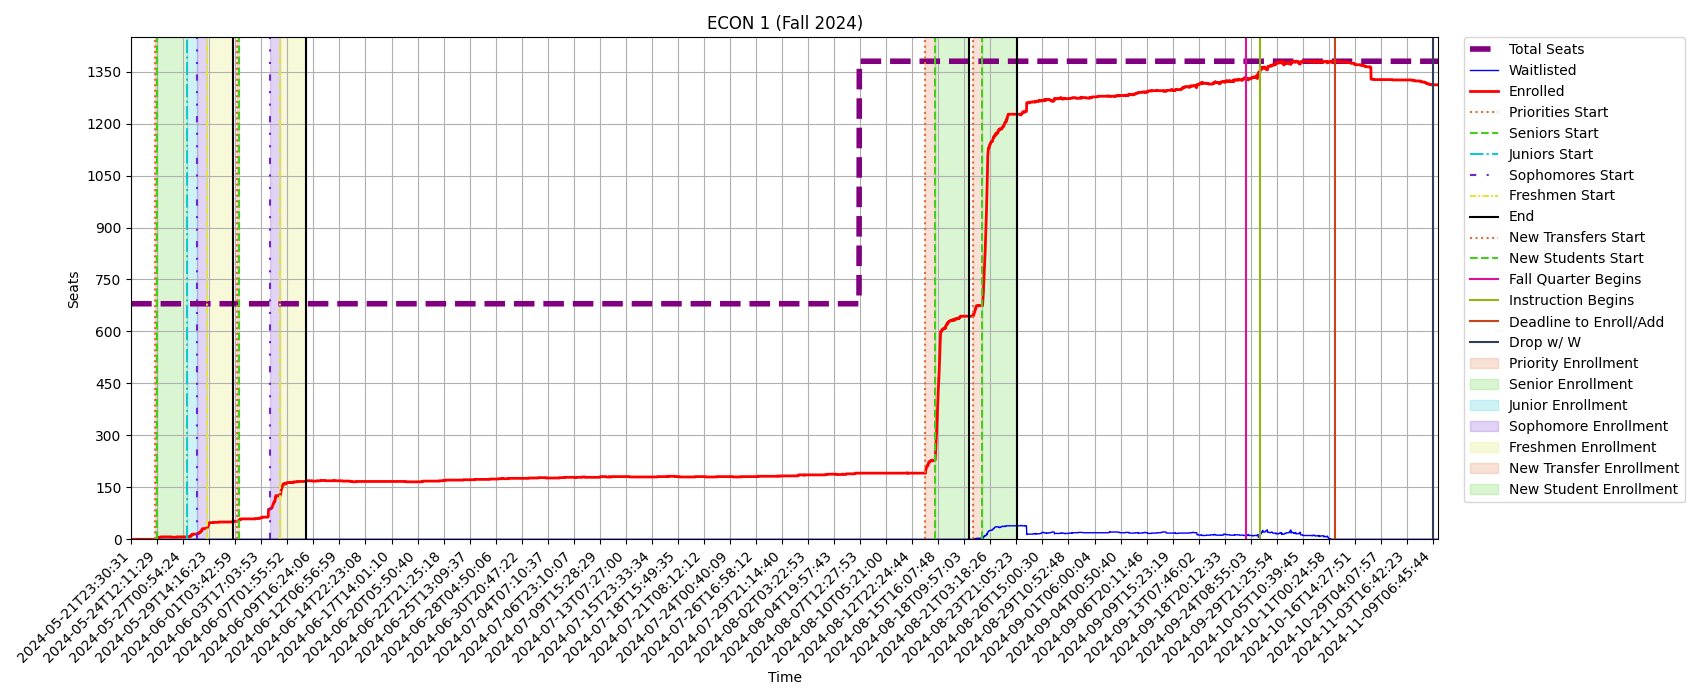 ECON 1 (Fall 2024)
Seats
1350
1200
1050
900
750
600
450
300
150
0
2024-05-21T23:30:31
2024-05-24T12:11:29
2024-05-27T00:54:24
2024-05-29T14:16:23
2024-06-01T03:42:59
2024-06-03T17:03:53
2024-06-07T01:55:52
2024-06-09T16:24:06
2024-06-12T06:56:59
2024-06-14T22:23:08
2024-06-17T14:01:10
2024-06-20T05:50:40
2024-06-22T21:25:18
2024-06-25T13:09:37
2024-06-28T04:50:06
2024-06-30T20:47:22
2024-07-04T07:10:37
2024-07-06T23:10:07
2024-07-09T15:28:29
2024-07-13T07:27:00
2024-07-15T23:33:34
2024-07-18T15:49:35
2024-07-21T08:12:12
2024-07-24T00:40:09
2024-07-26T16:58:12
2024-07-29T11:14:40
2024-08-02T03:22:53
2024-08-04T19:57:43
2024-08-07T12:27:53
2024-08-10T05:21:00
2024-08-12T22:24:44
2024-08-15T16:07:48
2024-08-18T09:57:03
2024-08-21T03:18:26
2024-08-23T21:05:23
2024-08-26T15:00:30
2024-08-29T10:52:48
2024-09-01T06:00:04
2024-09-04T00:50:40
2024-09-06T20:11:46
2024-09-10T15:23:19
2024-09-13T07:46:02
2024-09-18T20:12:33
2024-09-24T08:55:03
2024-09-29T21:25:54
2024-10-05T10:39:45
2024-10-11T00:24:58
2024-10-16T14:27:51
2024-10-29T04:07:57
2024-11-03T16:42:23
2024-11-09T06:45:44
Time
Total Seats
Waitlisted
Enrolled
Priorities Start
Seniors Start
Juniors Start
Sophomores Start
Freshmen Start
End
New Transfers Start
New Students Start
Fall Quarter Begins
Instruction Begins
Deadline to Enroll/Add
Drop w/ W
Priority Enrollment
Senior Enrollment
Junior Enrollment
Sophomore Enrollment
Freshmen Enrollment
New Transfer Enrollment
New Student Enrollment